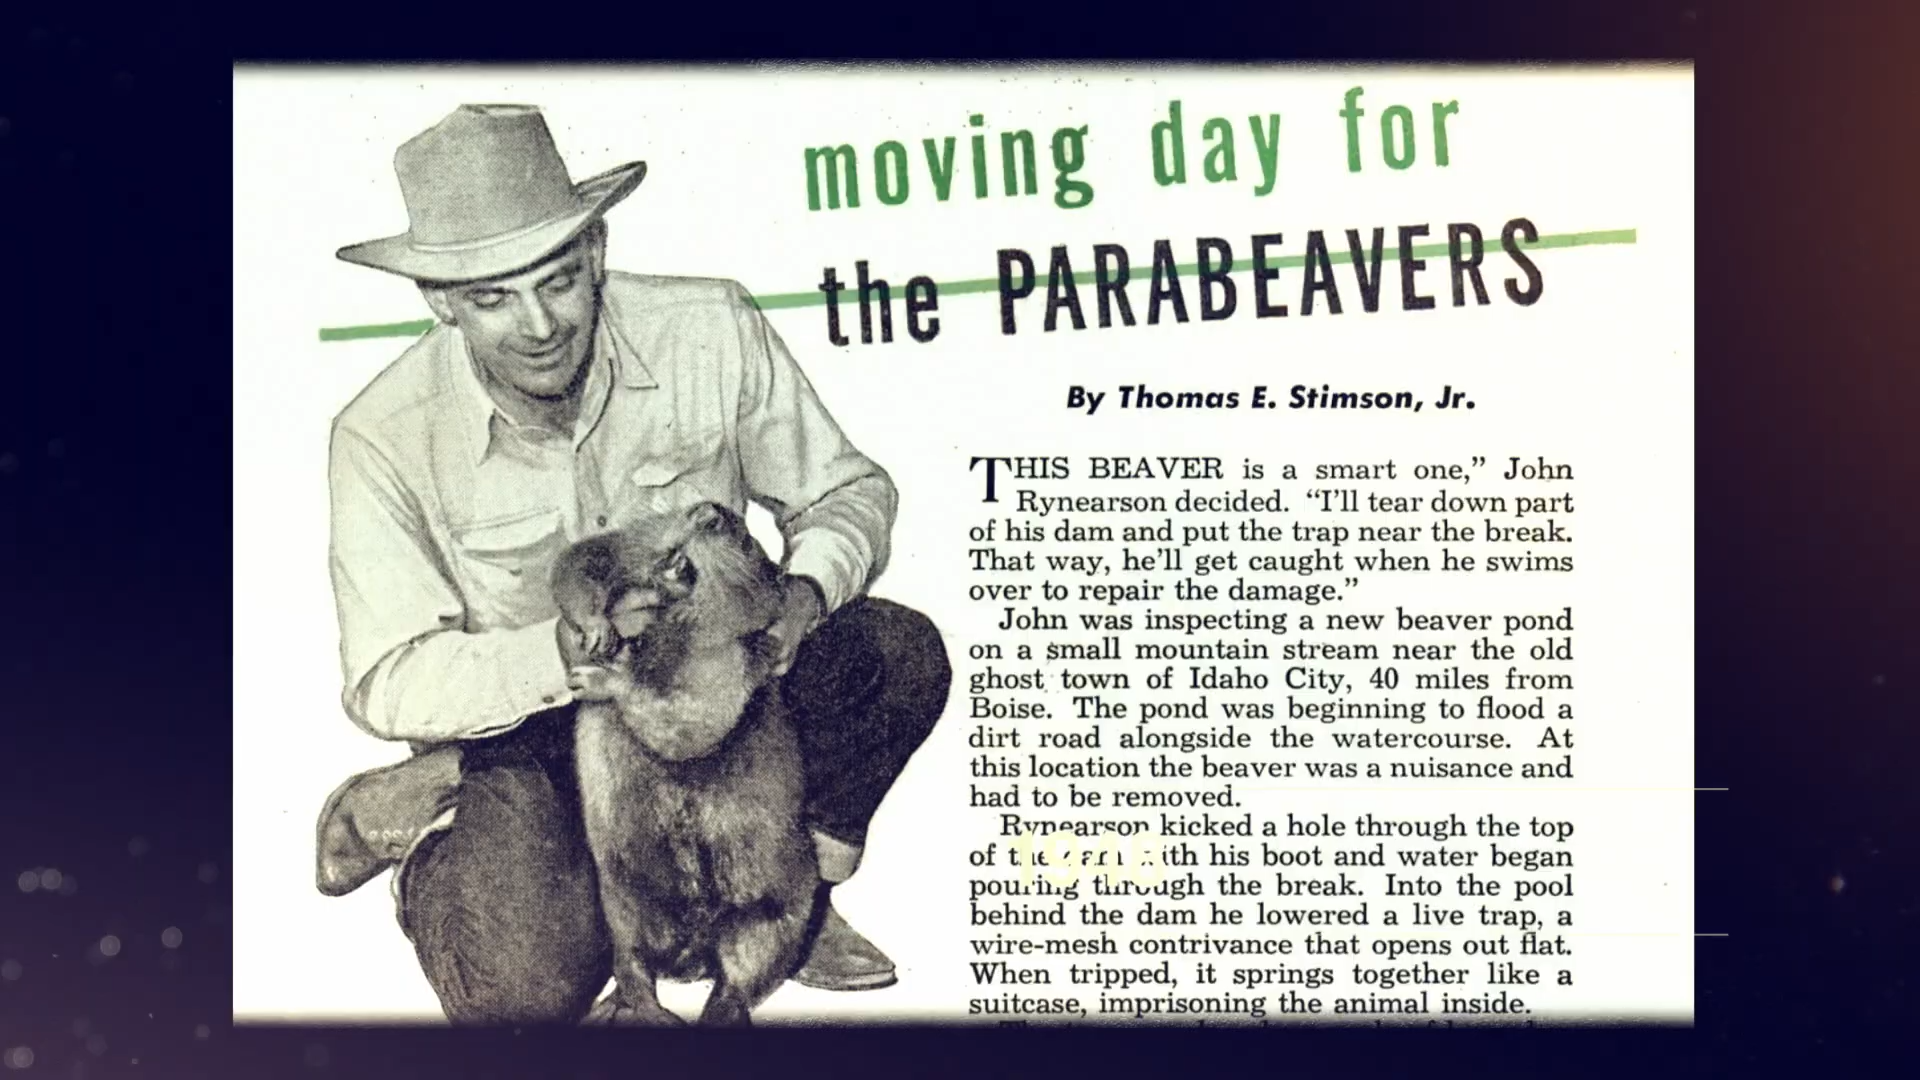 moving day for
the PARABEAVERS
By Thomas E. Stimson, Jr.
THIS BEAVER is a smart one,” John
Rynearson decided. “I’ll tear down part
of his dam and put the trap near the break.
That way, he’ll get caught when he swims
over to repair the damage.”
John was inspecting a new beaver pond
on a small mountain stream near the old
ghost town of Idaho City, 40 miles from
Boise. The pond was beginning to flood a
dirt road alongside the watercourse. At
this location the beaver was a nuisance and
had to be removed.
Rynearson kicked a hole through the top
of the dam with his boot and water began
pouring through the break. Into the pool
behind the dam he lowered a live trap, a
wire-mesh contrivance that opens out flat.
When tripped, it springs together like a
suitcase, imprisoning the animal inside.